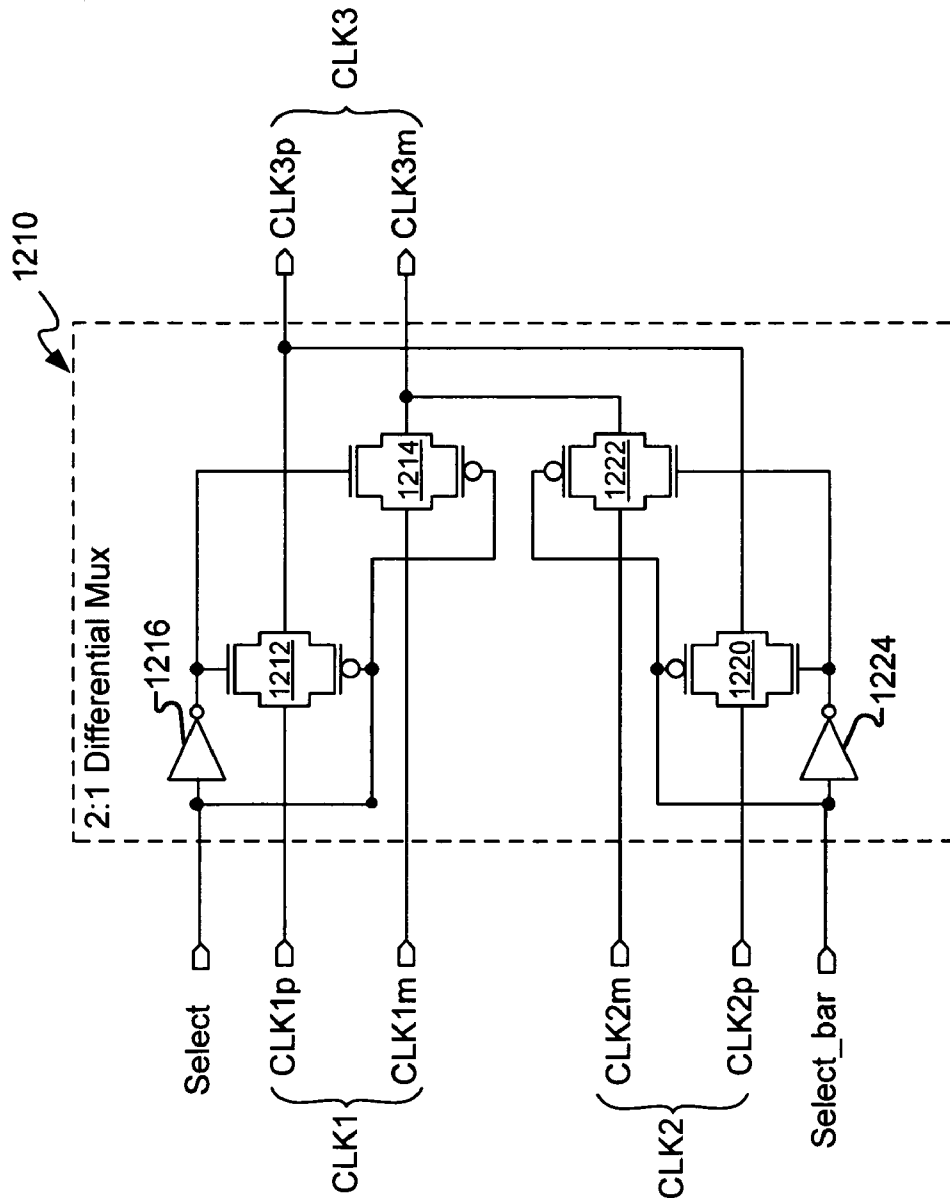 1210
2:1 Differential Mux
1216
Select
CLK1p
CLK1m
CLK1
1212
1214
CLK3p
CLK3m
CLK3
CLK2m
CLK2p
CLK2
1222
1220
1224
Select_bar